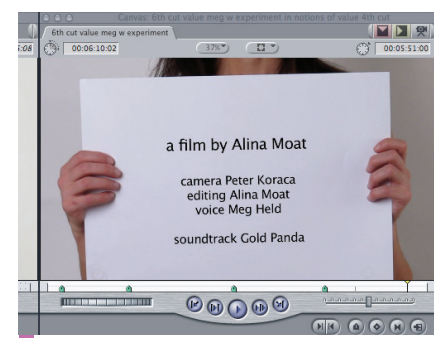 Canvas: 6th cut value meg w experiment in notions of value 4th cut
6th cut value meg w experiment
00:06:10:02
37%
00:05:51:00
a film by Alina Moat
camera Peter Koraca
editing Alina Moat
voice Meg Held
soundtrack Gold Panda